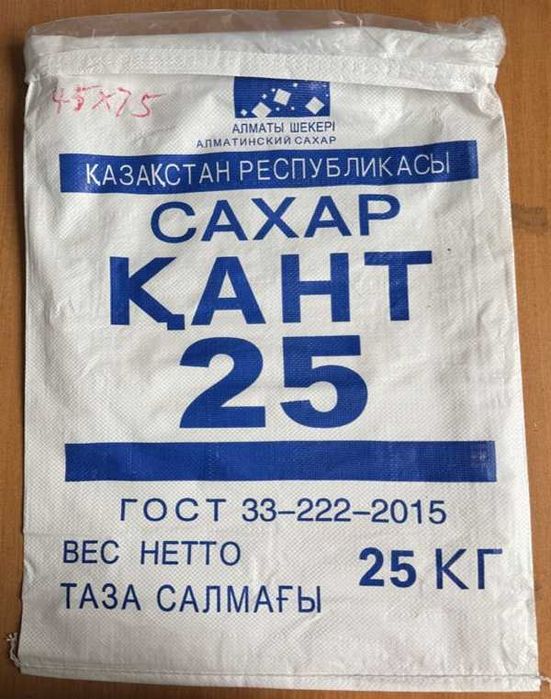 45x75
АЛМАТЫ ШЕКЕРІ
АЛМАТИНСКИЙ САХАР
ҚАЗАҚСТАН РЕСПУБЛИКАСЫ
САХАР
ҚАНТ
25
ГОСТ 33-222-2015
ВЕС НЕТТО
ТАЗА САЛМАҒЫ
25 КГ